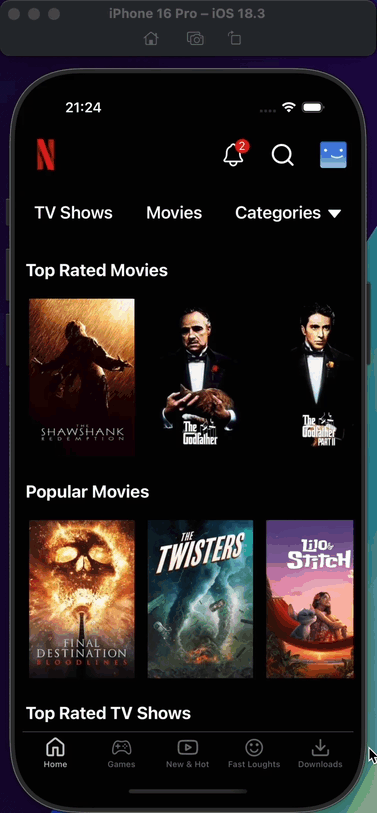 iPhone 16 Pro – iOS 18.3
21:24
N
2
TV Shows
Movies
Categories
Top Rated Movies
THE
SHAWSHANK
REDEMPTION
The
Godfather
The
Godfather
PART II
Popular Movies
FINAL
DESTINATION
BLOODLINES
THE
TWISTERS
Lilo &
Stitch
Top Rated TV Shows
Home
Games
New & Hot
Fast Loughts
Downloads